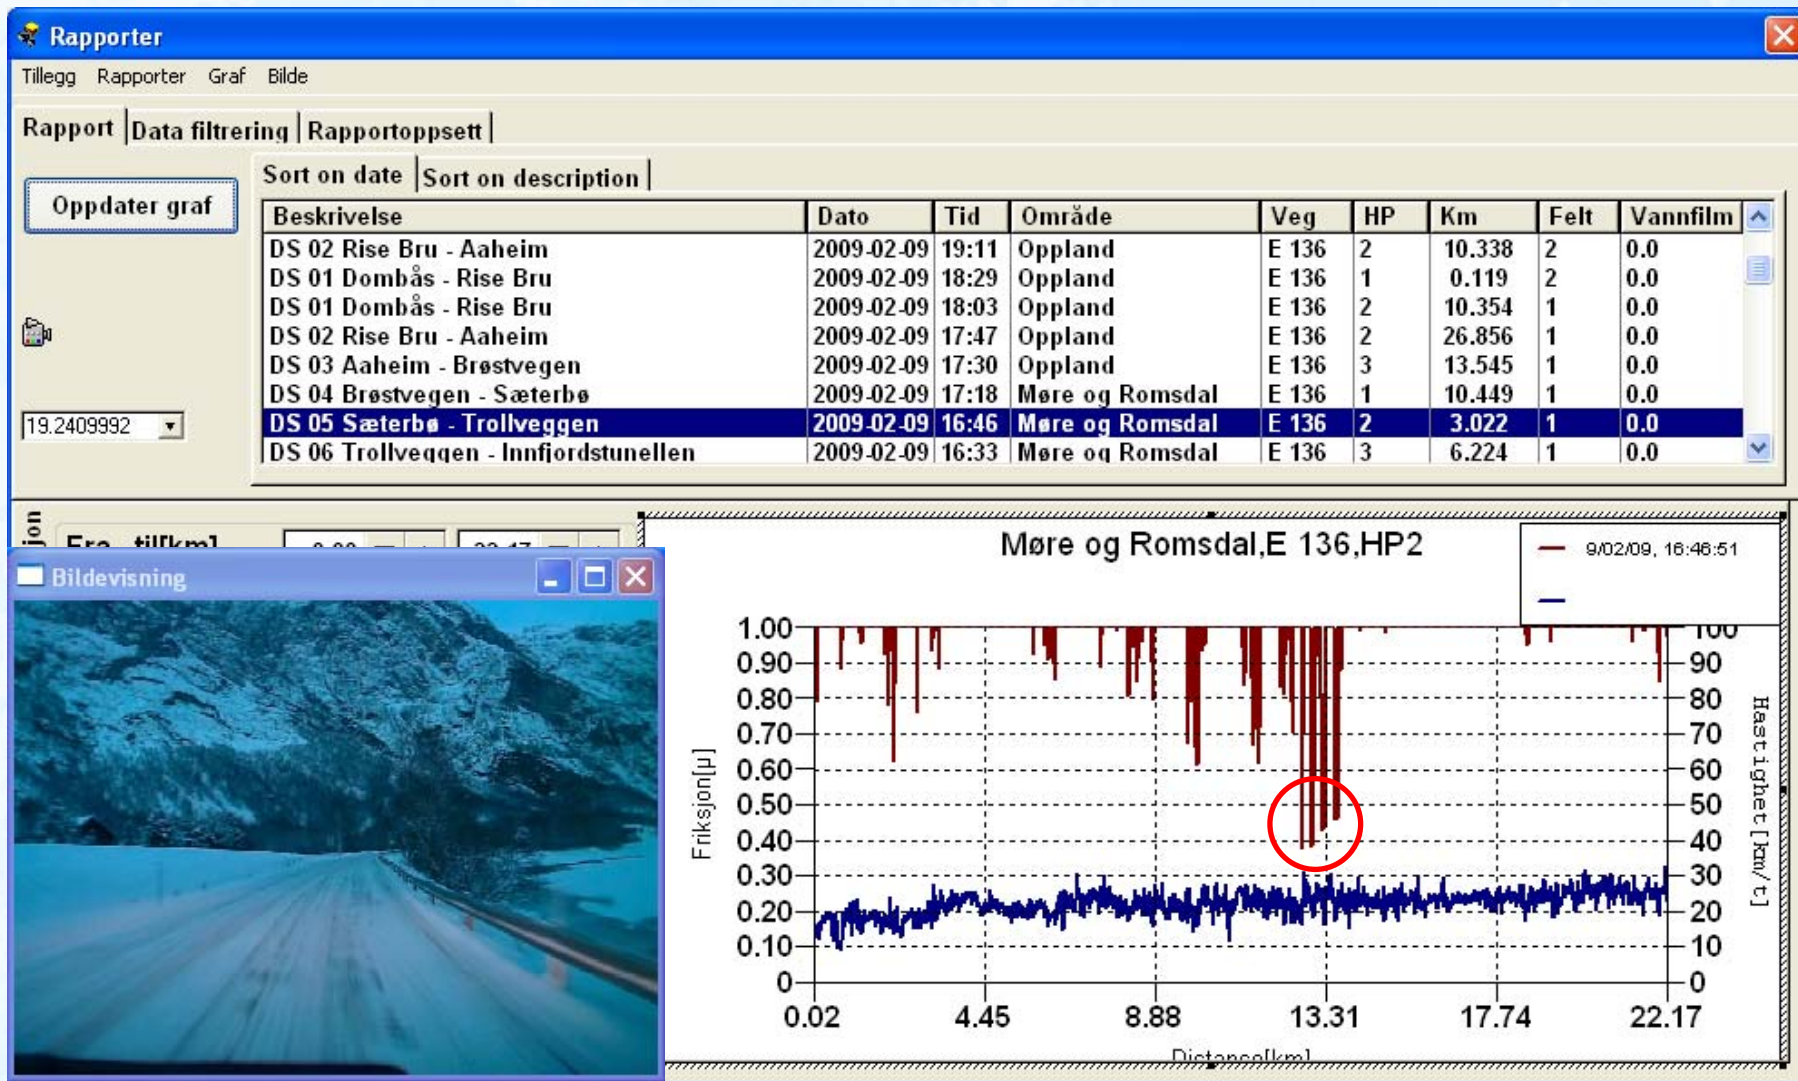 Rapporter
Tillegg Rapporter Graf Bilde
Rapport Data filtrering Rapportoppsett
Sort on date Sort on description
Oppdater graf
Beskrivelse Dato Tid Område Veg HP Km Felt Vannfilm
DS 02 Rise Bru - Aaheim 2009-02-09 19:11 Oppland E 136 2 10.338 2 0.0
DS 01 Dombås - Rise Bru 2009-02-09 18:29 Oppland E 136 1 0.119 2 0.0
DS 01 Dombås - Rise Bru 2009-02-09 18:03 Oppland E 136 2 10.354 1 0.0
DS 02 Rise Bru - Aaheim 2009-02-09 17:47 Oppland E 136 2 26.856 1 0.0
DS 03 Aaheim - Brøstvegen 2009-02-09 17:30 Oppland E 136 3 13.545 1 0.0
DS 04 Brøstvegen - Sæterbø 2009-02-09 17:18 Møre og Romsdal E 136 1 10.449 1 0.0
19.2409992
DS 05 Sæterbø - Trollveggen 2009-02-09 16:46 Møre og Romsdal E 136 2 3.022 1 0.0
DS 06 Trollveggen - Innfjordstunellen 2009-02-09 16:33 Møre og Romsdal E 136 3 6.224 1 0.0
Bildevisning
Møre og Romsdal,E 136,HP2
9/02/09, 16:46:51
1.00 100
0.90 90
0.80 80
0.70 70
0.60 60
0.50 50
0.40 40
0.30 30
0.20 20
0.10 10
0 0
Friksjon[µ]
Hastighet[km/t]
0.02 4.45 8.88 13.31 17.74 22.17
Distance[km]